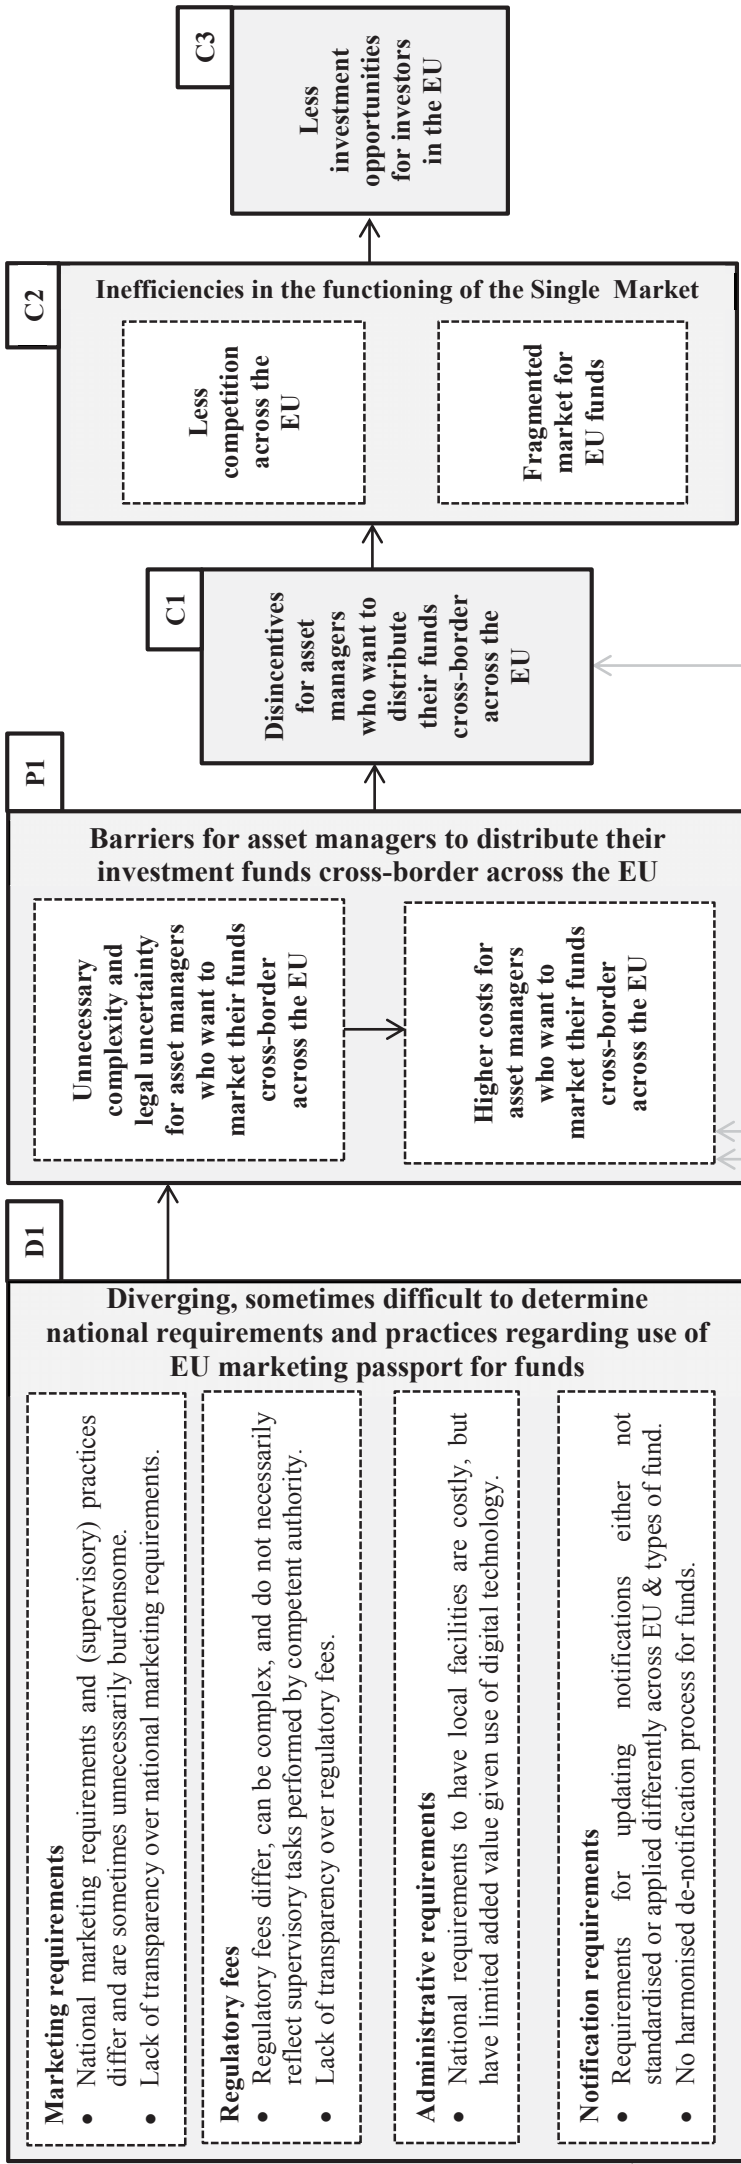 D1
Diverging, sometimes difficult to determine
national requirements and practices regarding use of
EU marketing passport for funds
Marketing requirements
• National marketing requirements and (supervisory) practices
differ and are sometimes unnecessarily burdensome.
• Lack of transparency over national marketing requirements.
Regulatory fees
• Regulatory fees differ, can be complex, and do not necessarily
reflect supervisory tasks performed by competent authority.
• Lack of transparency over regulatory fees.
Administrative requirements
• National requirements to have local facilities are costly, but
have limited added value given use of digital technology.
Notification requirements
• Requirements for updating notifications either not
standardised or applied differently across EU & types of fund.
• No harmonised de-notification process for funds.
P1
Barriers for asset managers to distribute their
investment funds cross-border across the EU
Unnecessary
complexity and
legal uncertainty
for asset managers
who want to
market their funds
cross-border
across the EU
Higher costs for
asset managers
who want to
market their funds
cross-border
across the EU
C1
Disincentives
for asset
managers
who want to
distribute
their funds
cross-border
across the
EU
C2
Inefficiencies in the functioning of the Single Market
Less
competition
across the
EU
Fragmented
market for
EU funds
C3
Less
investment
opportunities
for investors
in the EU